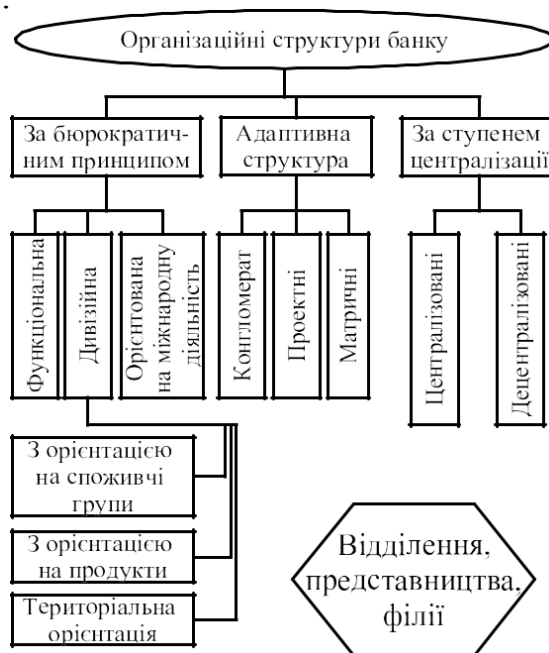 Організаційні структури банку
За бюрократич-
ним принципом
Адаптивна
структура
За ступенем
централізації
Функціональна
Дивізійна
Орієнтована
на міжнародну
діяльність
Конгломерат
Проектні
Матричні
Централізовані
Децентралізовані
З орієнтацією
на споживчі
групи
З орієнтацією
на продукти
Територіальна
орієнтація
Відділення,
представництва,
філії